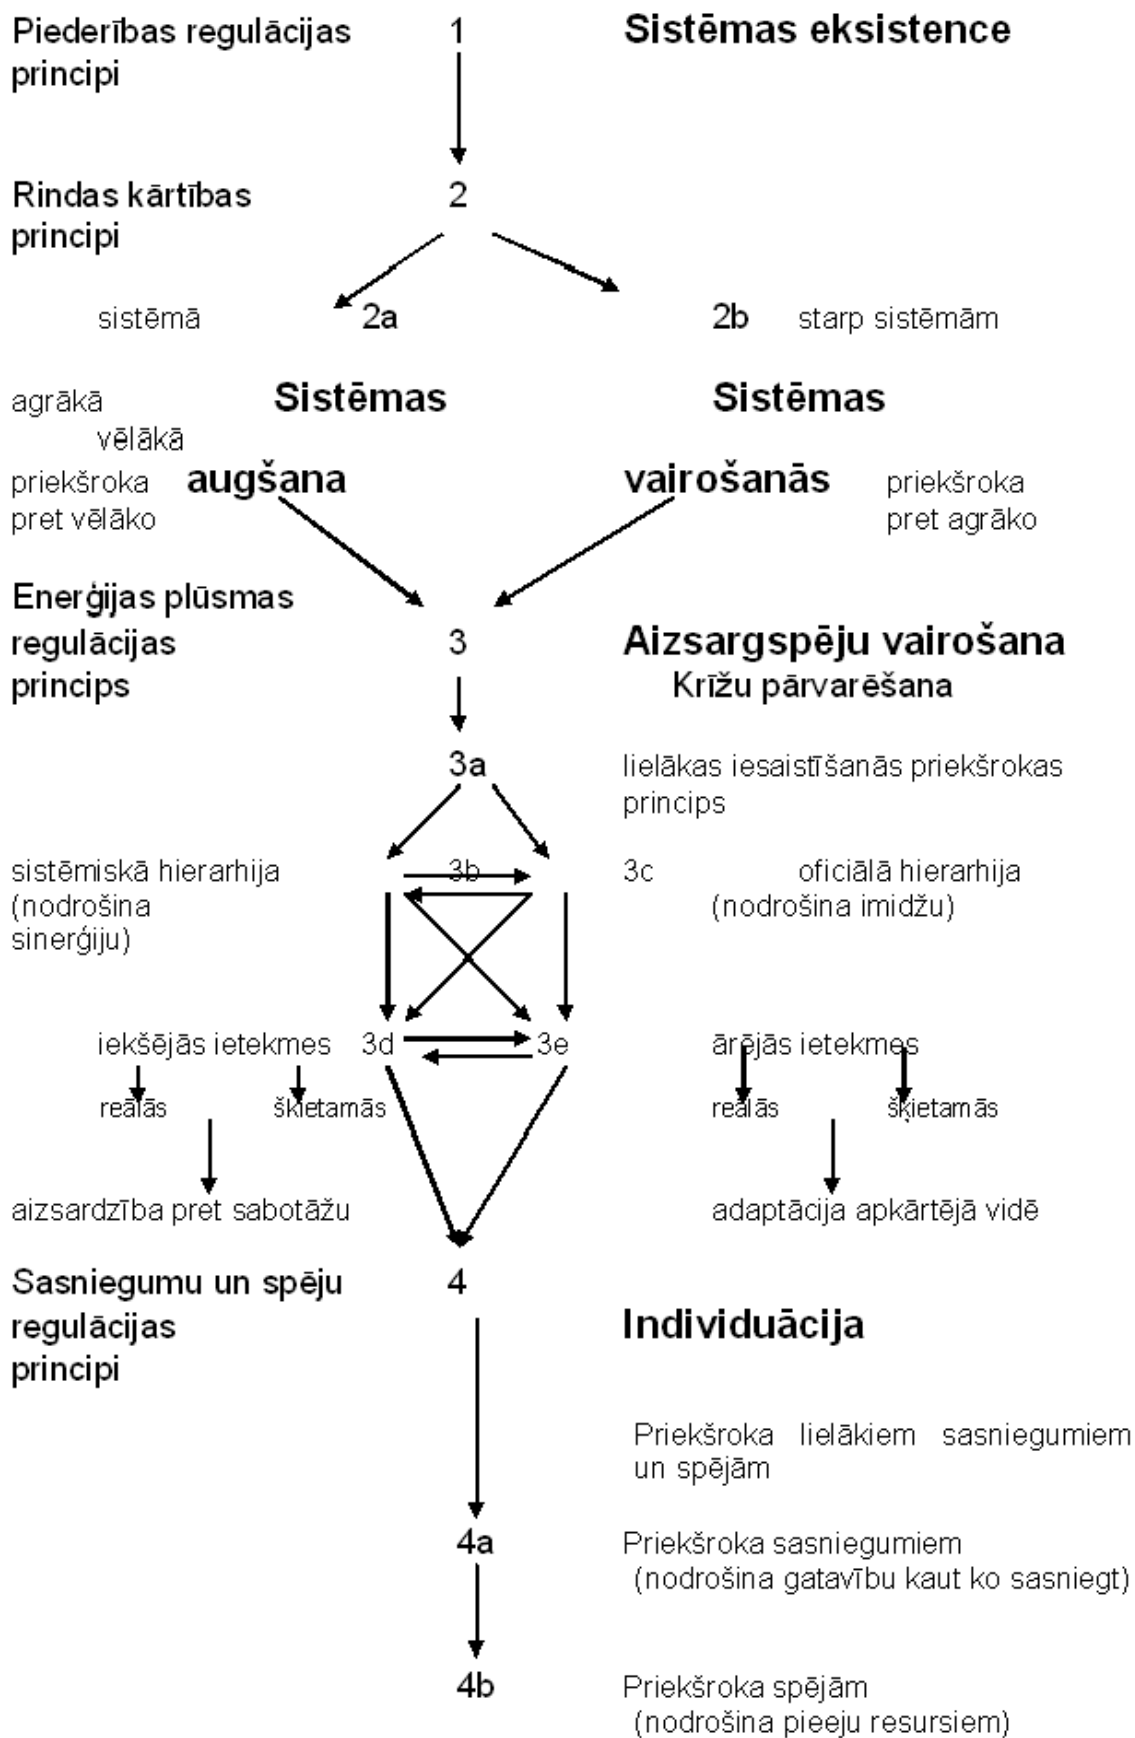 Piederības regulācijas 1 Sistēmas eksistence
principi
Rindas kārtības 2
principi
sistēmā 2a 2b starp sistēmām
agrākā Sistēmas Sistēmas
vēlākā
priekšroka augšana vairošanās priekšroka
pret vēlāko pret agrāko
Enerģijas plūsmas
regulācijas 3 Aizsargspēju vairošana
princips Krīžu pārvarēšana
3a lielākas iesaistīšanās priekšrokas
princips
sistēmiskā hierarhija 3b 3c oficiālā hierarhija
(nodrošina (nodrošina imidžu)
sinerģiju)
iekšējās ietekmes 3d 3e ārējās ietekmes
reālās šķietamās reālās šķietamās
aizsardzība pret sabotāžu adaptācija apkārtējā vidē
Sasniegumu un spēju 4
regulācijas Individuācija
principi
Priekšroka lielākiem sasniegumiem
un spējām
4a Priekšroka sasniegumiem
(nodrošina gatavību kaut ko sasniegt)
4b Priekšroka spējām
(nodrošina pieeju resursiem)